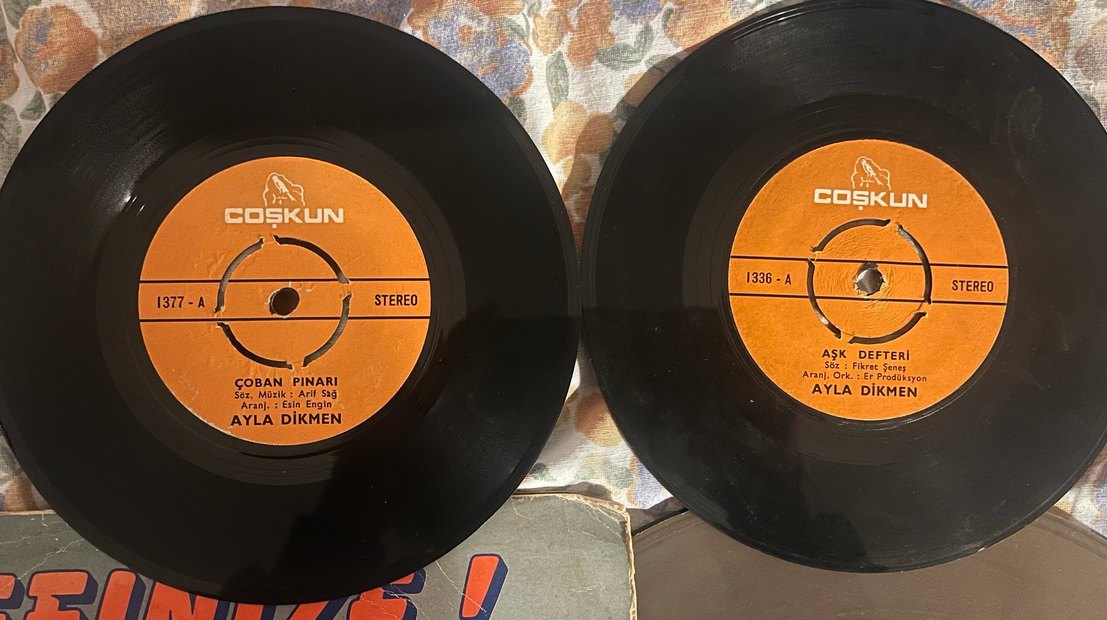 COŞKUN
1377 - A
STEREO
ÇOBAN PINARI
Söz, Müzik : Arif Sağ
Aranj. : Esin Engin
AYLA DİKMEN
COŞKUN
1336 - A
STEREO
AŞK DEFTERİ
Söz : Fikret Şeneş
Aranj. Ork. : Er Prodüksyon
AYLA DİKMEN